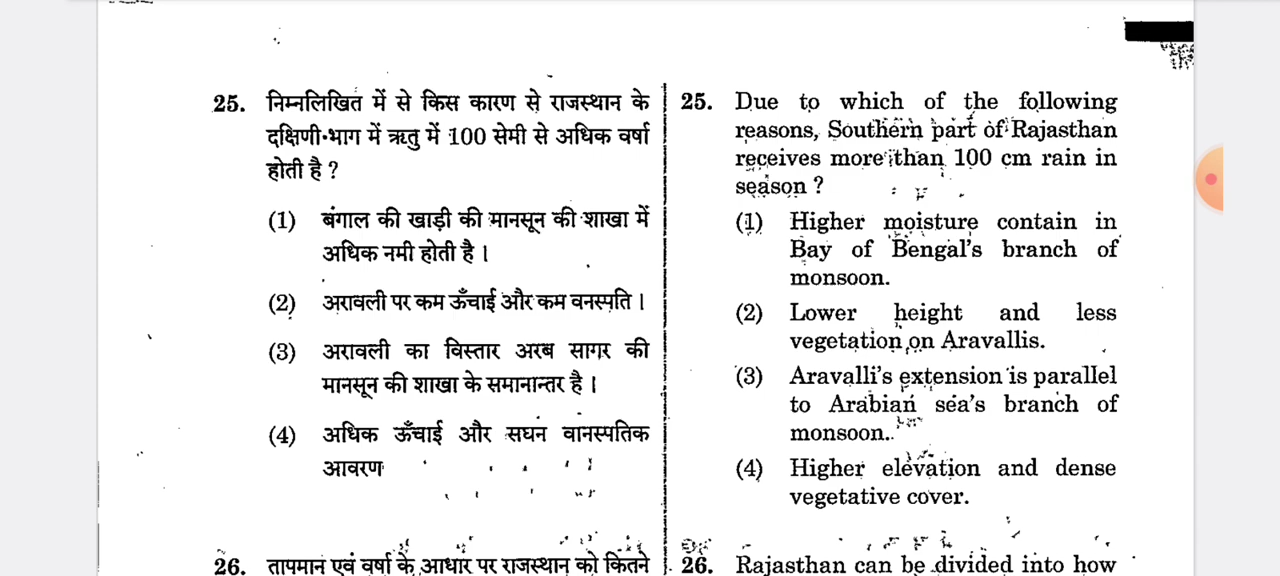 25. निम्नलिखित में से किस कारण से राजस्थान के
दक्षिणी भाग में ऋतु में 100 सेमी से अधिक वर्षा
होती है ?
(1) बंगाल की खाड़ी की मानसून की शाखा में
अधिक नमी होती है ।
(2) अरावली पर कम ऊँचाई और कम वनस्पति ।
(3) अरावली का विस्तार अरब सागर की
मानसून की शाखा के समानान्तर है ।
(4) अधिक ऊँचाई और सघन वानस्पतिक
आवरण
26. तापमान एवं वर्षा के आधार पर राजस्थान को कितने
25. Due to which of the following
reasons, Southern part of Rajasthan
receives more than 100 cm rain in
season ?
(1) Higher moisture contain in
Bay of Bengal's branch of
monsoon.
(2) Lower height and less
vegetation on Aravallis.
(3) Aravalli's extension is parallel
to Arabian sea's branch of
monsoon.
(4) Higher elevation and dense
vegetative cover.
26. Rajasthan can be divided into how